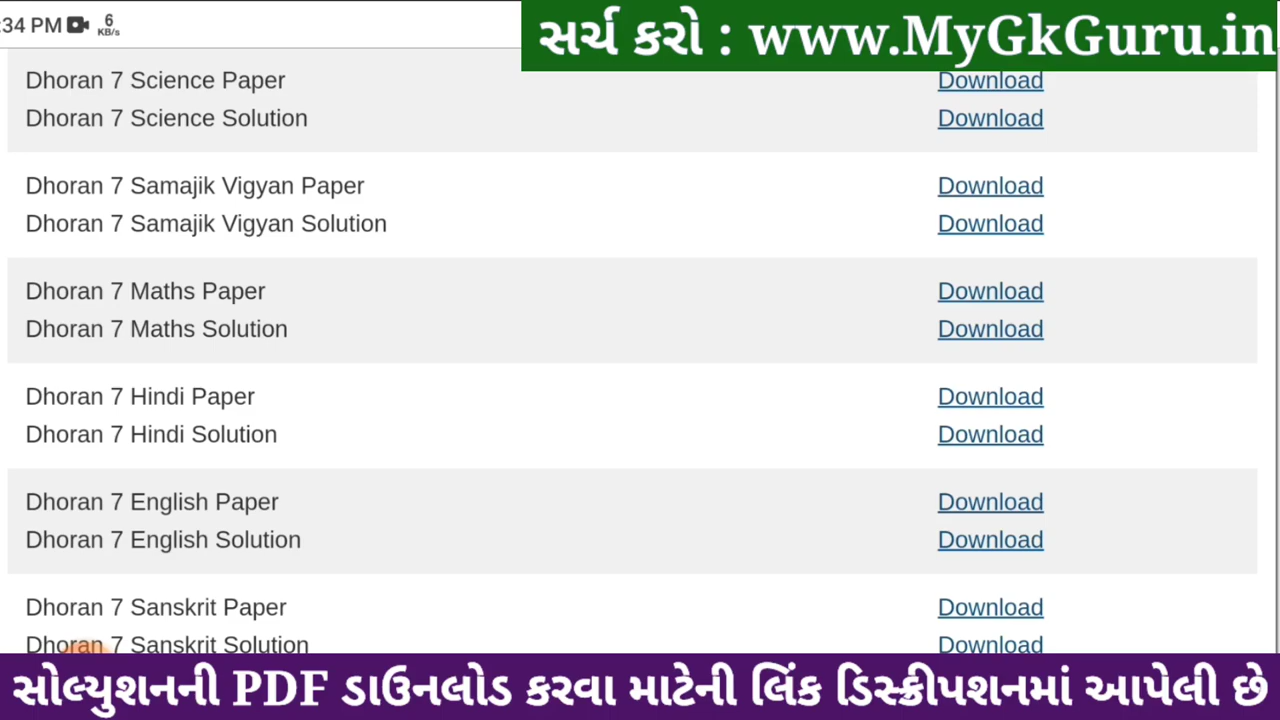 :34 PM 6 KB/s
સર્ચ કરો : www.MyGkGuru.in
Dhoran 7 Science Paper Download
Dhoran 7 Science Solution Download
Dhoran 7 Samajik Vigyan Paper Download
Dhoran 7 Samajik Vigyan Solution Download
Dhoran 7 Maths Paper Download
Dhoran 7 Maths Solution Download
Dhoran 7 Hindi Paper Download
Dhoran 7 Hindi Solution Download
Dhoran 7 English Paper Download
Dhoran 7 English Solution Download
Dhoran 7 Sanskrit Paper Download
Dhoran 7 Sanskrit Solution Download
સોલ્યુશનની PDF ડાઉનલોડ કરવા માટેની લિંક ડિસ્ક્રીપશનમાં આપેલી છે